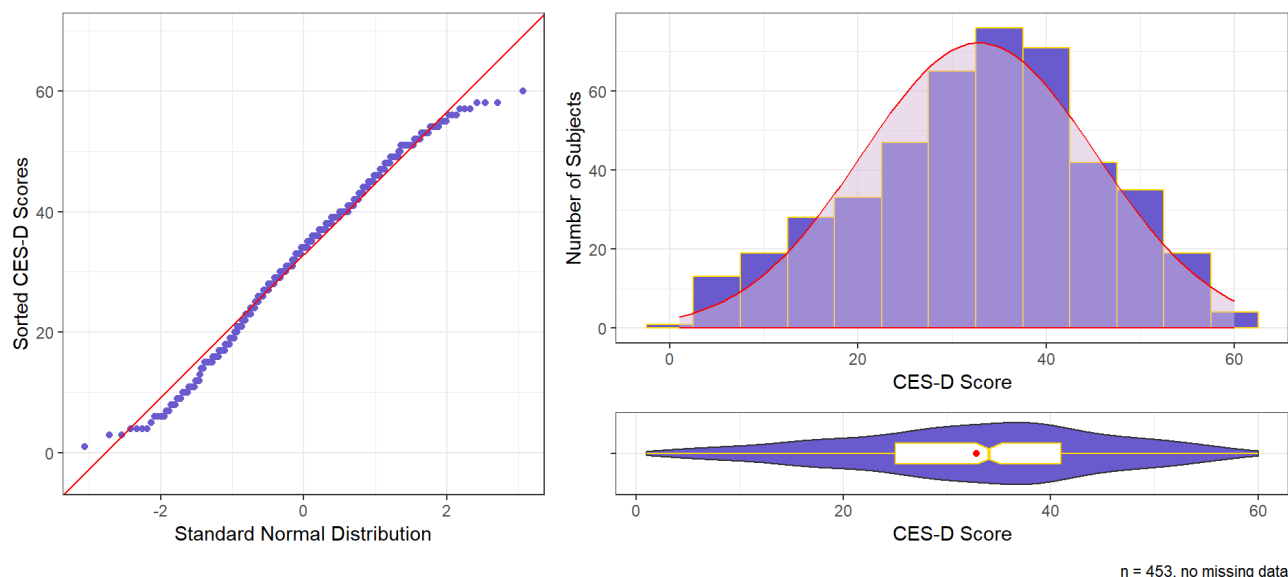 Sorted CES-D Scores
60
40
20
0
-2 0 2
Standard Normal Distribution
Number of Subjects
60
40
20
0
0 20 40 60
CES-D Score
0 20 40 60
CES-D Score
n = 453, no missing data